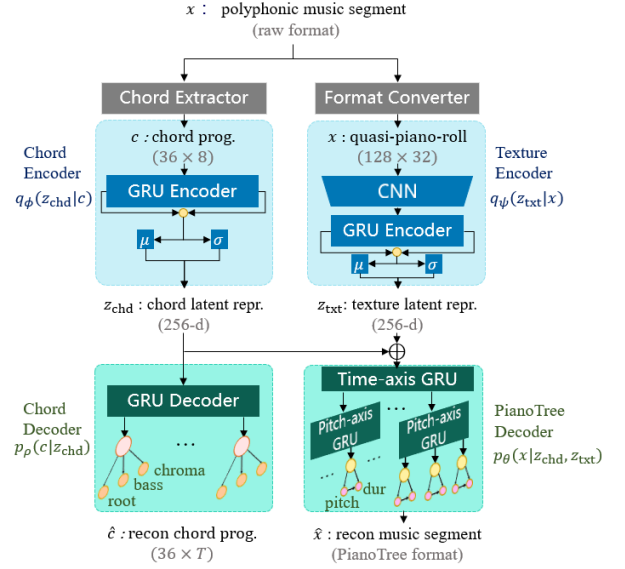 x : polyphonic music segment
(raw format)
Chord Extractor
Format Converter
Chord
Encoder
qϕ(zchd|c)
c : chord prog.
(36 × 8)
GRU Encoder
μ
σ
x : quasi-piano-roll
(128 × 32)
CNN
GRU Encoder
μ
σ
Texture
Encoder
qψ(ztxt|x)
zchd : chord latent repr.
(256-d)
ztxt: texture latent repr.
(256-d)
Chord
Decoder
pρ(c|zchd)
GRU Decoder
...
chroma
bass
root
Time-axis GRU
...
Pitch-axis
GRU
Pitch-axis
GRU
...
...
...
dur
pitch
PianoTree
Decoder
pθ(x|zchd, ztxt)
ĉ : recon chord prog.
(36 × T)
x̂ : recon music segment
(PianoTree format)